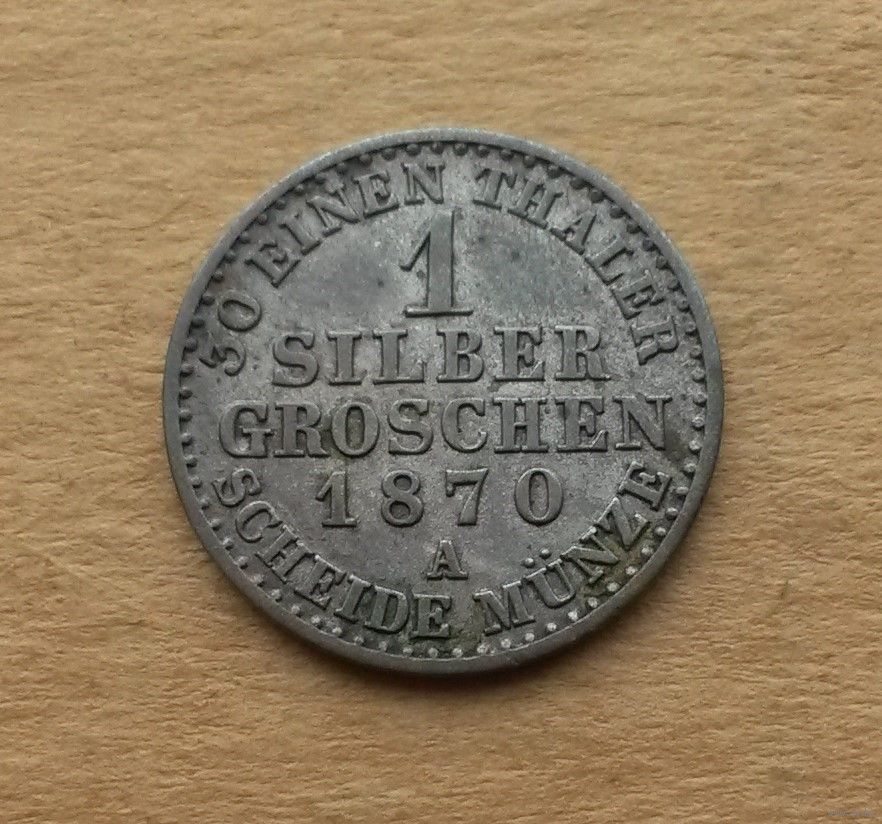 30 EINEN THALER
1
SILBER
GROSCHEN
1870
A
SCHEIDE MÜNZE